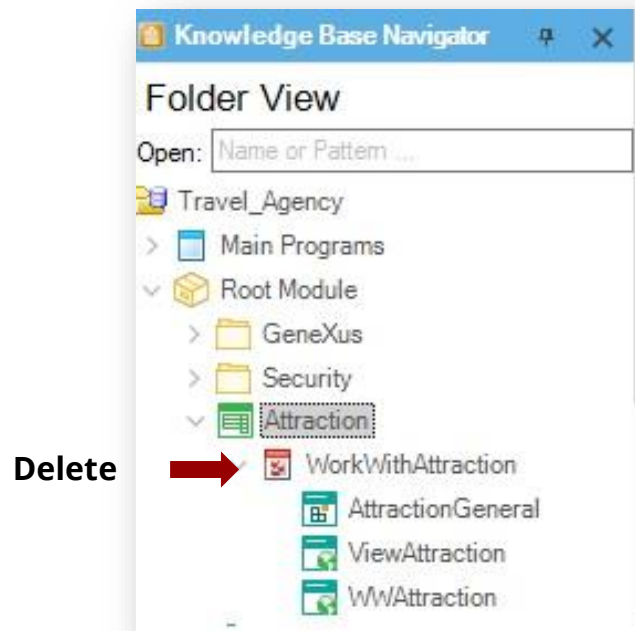 Knowledge Base Navigator
Folder View
Open: Name or Pattern ...
Travel_Agency
Main Programs
Root Module
GeneXus
Security
Attraction
Delete WorkWithAttraction
AttractionGeneral
ViewAttraction
WWAttraction